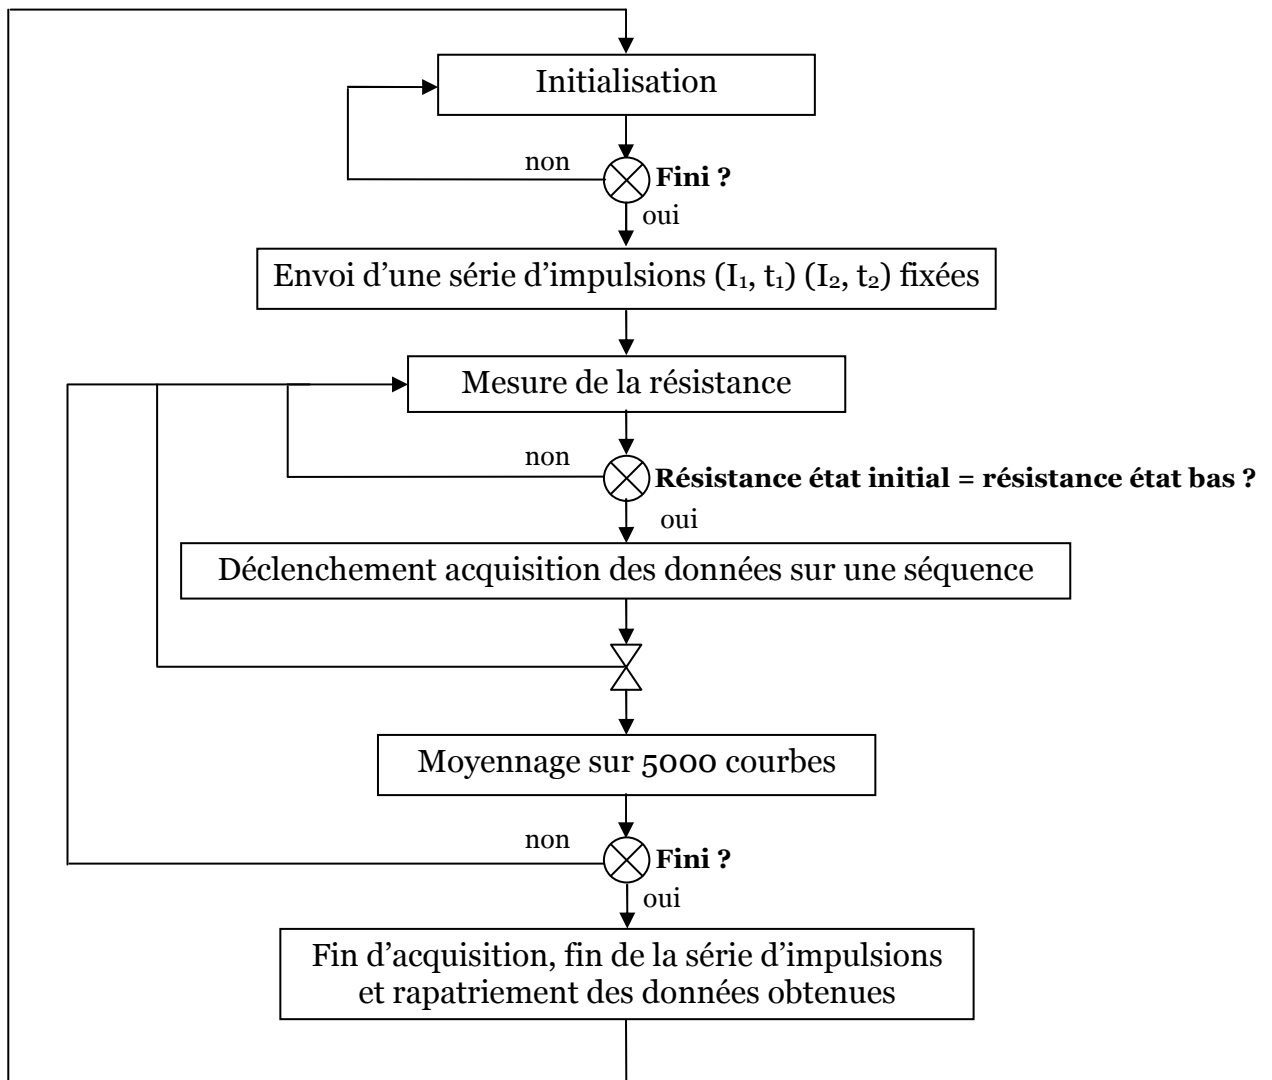 Initialisation
non
Fini ?
oui
Envoi d’une série d’impulsions (I₁, t₁) (I₂, t₂) fixées
Mesure de la résistance
non
Résistance état initial = résistance état bas ?
oui
Déclenchement acquisition des données sur une séquence
Moyennage sur 5000 courbes
non
Fini ?
oui
Fin d’acquisition, fin de la série d’impulsions
et rapatriement des données obtenues